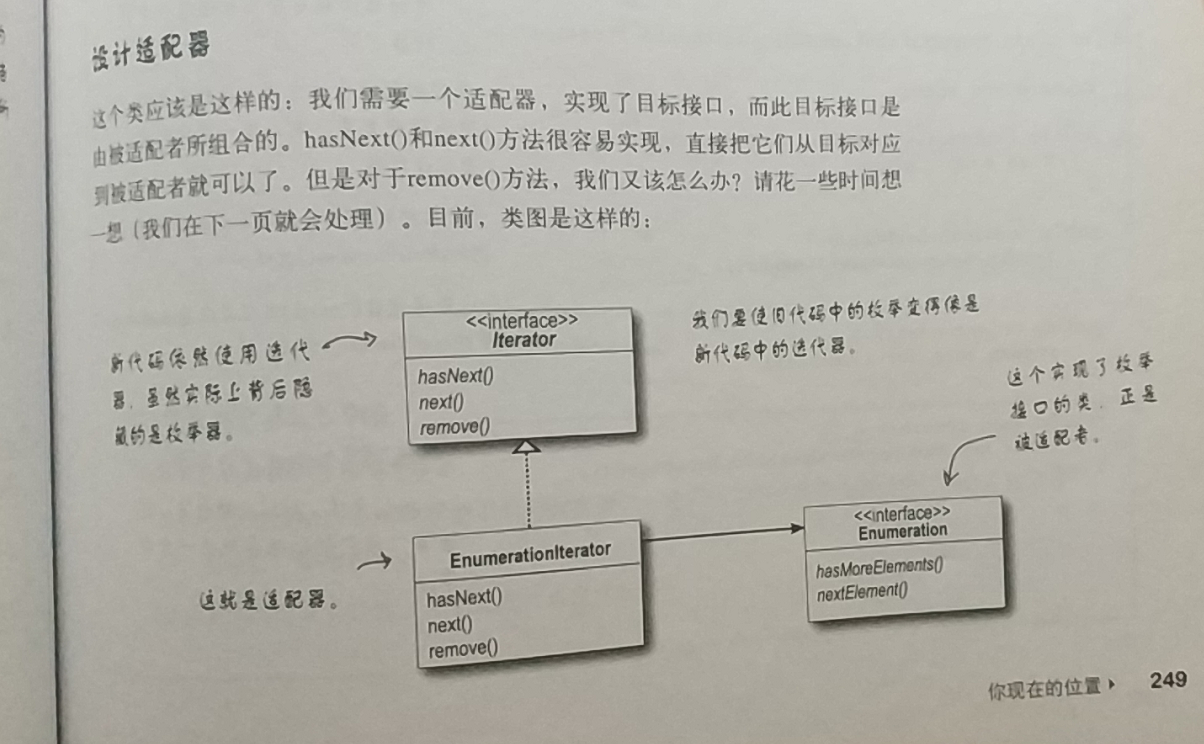 设计适配器
这个类应该是这样的：我们需要一个适配器，实现了目标接口，而此目标接口是
由被适配者所组合的。hasNext()和next()方法很容易实现，直接把它们从目标对应
到被适配者就可以了。但是对于remove()方法，我们又该怎么办？请花一些时间想
一想（我们在下一页就会处理）。目前，类图是这样的：
新代码依然使用迭代
器，虽然实际上背后隐
藏的是枚举器。
<<interface>>
Iterator
hasNext()
next()
remove()
我们要使旧代码中的枚举变得像是
新代码中的迭代器。
这个实现了枚举
接口的类，正是
被适配者。
<<interface>>
Enumeration
hasMoreElements()
nextElement()
这就是适配器。
EnumerationIterator
hasNext()
next()
remove()
你现在的位置 ▸ 249